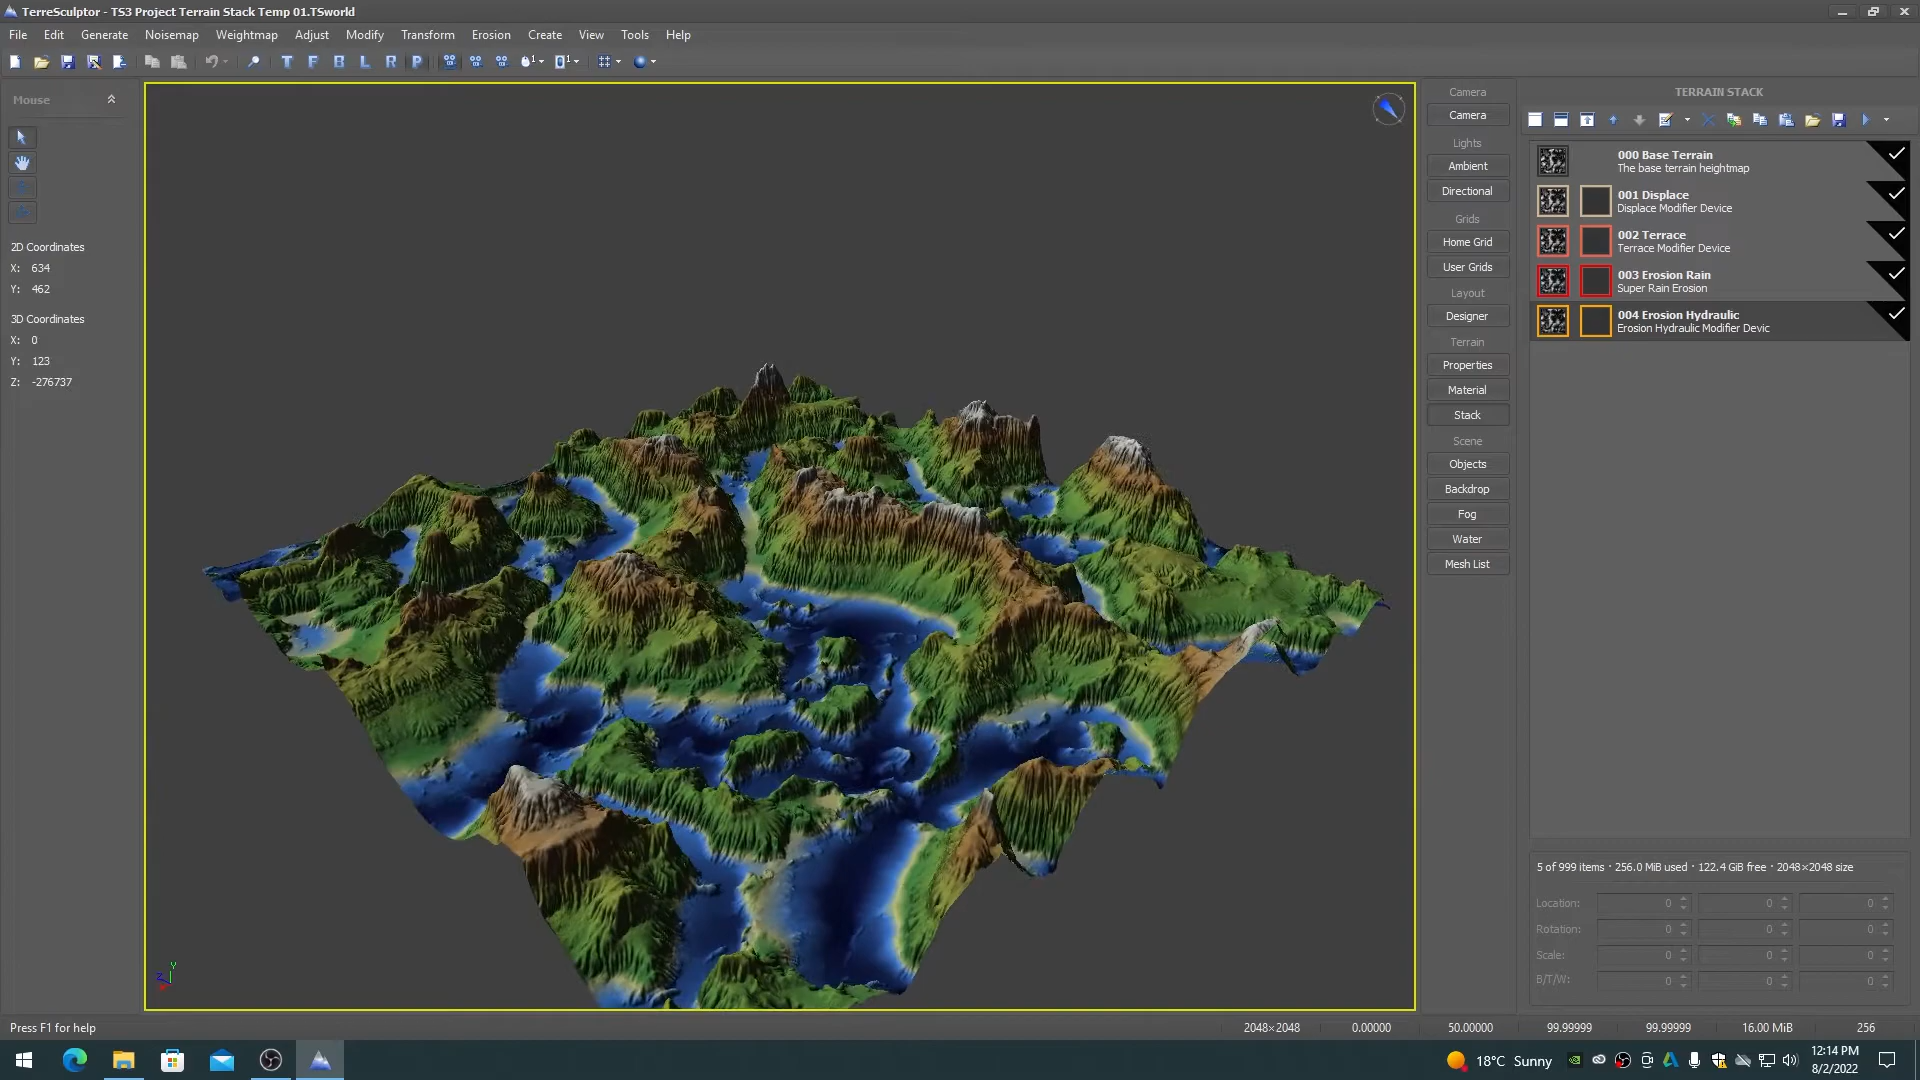 TerreSculptor - TS3 Project Terrain Stack Temp 01.TSworld
File Edit Generate Noisemap Weightmap Adjust Modify Transform Erosion Create View Tools Help
T F B L R P
Mouse
2D Coordinates
X: 634
Y: 462
3D Coordinates
X: 0
Y: 123
Z: -276737
Camera
Camera
Lights
Ambient
Directional
Grids
Home Grid
User Grids
Layout
Designer
Terrain
Properties
Material
Stack
Scene
Objects
Backdrop
Fog
Water
Mesh List
TERRAIN STACK
000 Base Terrain
The base terrain heightmap
001 Displace
Displace Modifier Device
002 Terrace
Terrace Modifier Device
003 Erosion Rain
Super Rain Erosion
004 Erosion Hydraulic
Erosion Hydraulic Modifier Devic
5 of 999 items · 256.0 MiB used · 122.4 GiB free · 2048×2048 size
Location: 0 0 0
Rotation: 0 0 0
Scale: 0 0 0
B/T/W: 0 0 0
Y
Z
Press F1 for help
2048×2048 0.00000 50.00000 99.99999 99.99999 16.00 MiB 256
18°C Sunny
12:14 PM
8/2/2022